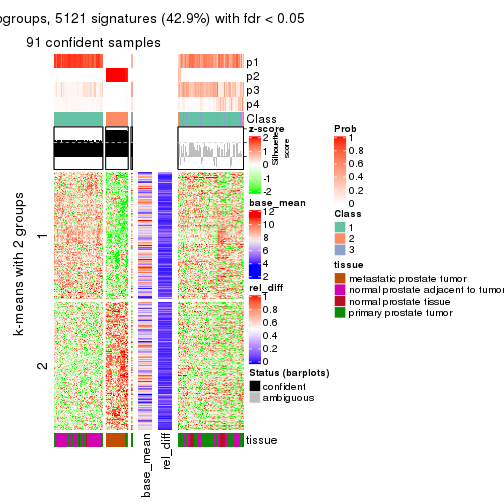 ogroups, 5121 signatures (42.9%) with fdr < 0.05
91 confident samples
p1
p2
p3
p4
Class
z-score
2
1
0
-1
-2
Silhouette
score
base_mean
12
10
8
6
4
2
rel_diff
1
0.8
0.6
0.4
0.2
0
Status (barplots)
confident
ambiguous
Prob
1
0.8
0.6
0.4
0.2
0
Class
1
2
3
tissue
metastatic prostate tumor
normal prostate adjacent to tumor
normal prostate tissue
primary prostate tumor
k-means with 2 groups
1
2
base_mean
rel_diff
tissue